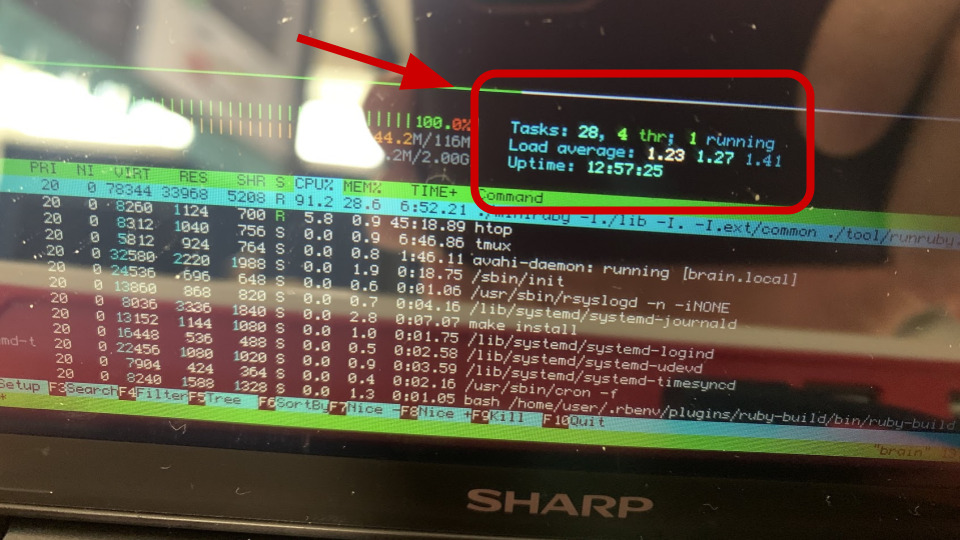 100.0%
44.2M/116M
.2M/2.00G
Tasks: 28, 4 thr; 1 running
Load average: 1.23 1.27 1.41
Uptime: 12:57:25
PRI NI VIRT RES SHR S CPU% MEM% TIME+ Command
20 0 78344 33968 5208 R 91.2 28.6 6:52.21 ./miniruby -I./lib -I. -I.ext/common ./tool/runruby.
20 0 8260 1124 700 R 5.8 0.9 45:18.89 htop
20 0 8312 1040 756 S 0.0 0.9 6:46.86 tmux
20 0 5812 924 764 S 0.0 0.8 1:46.11 avahi-daemon: running [brain.local]
20 0 32580 2220 1988 S 0.0 1.9 0:18.75 /sbin/init
20 0 24536 696 648 S 0.0 0.6 0:01.06 /usr/sbin/rsyslogd -n -iNONE
20 0 13860 868 820 S 0.0 0.7 0:04.16 /lib/systemd/systemd-journald
20 0 8036 3336 1840 S 0.0 2.8 0:07.07 make install
20 0 13152 1144 1080 S 0.0 1.0 0:01.75 /lib/systemd/systemd-logind
20 0 16448 536 488 S 0.0 0.5 0:02.58 /lib/systemd/systemd-udevd
md-t 20 0 22456 1080 1020 S 0.0 0.9 0:03.59 /lib/systemd/systemd-timesyncd
20 0 7904 424 364 S 0.0 0.4 0:02.16 /usr/sbin/cron -f
20 0 8240 1588 1328 S 0.0 1.3 0:01.05 bash /home/user/.rbenv/plugins/ruby-build/bin/ruby-build
Setup F3SearchF4FilterF5Tree F6SortByF7Nice -F8Nice +F9Kill F10Quit
* "brain"
SHARP